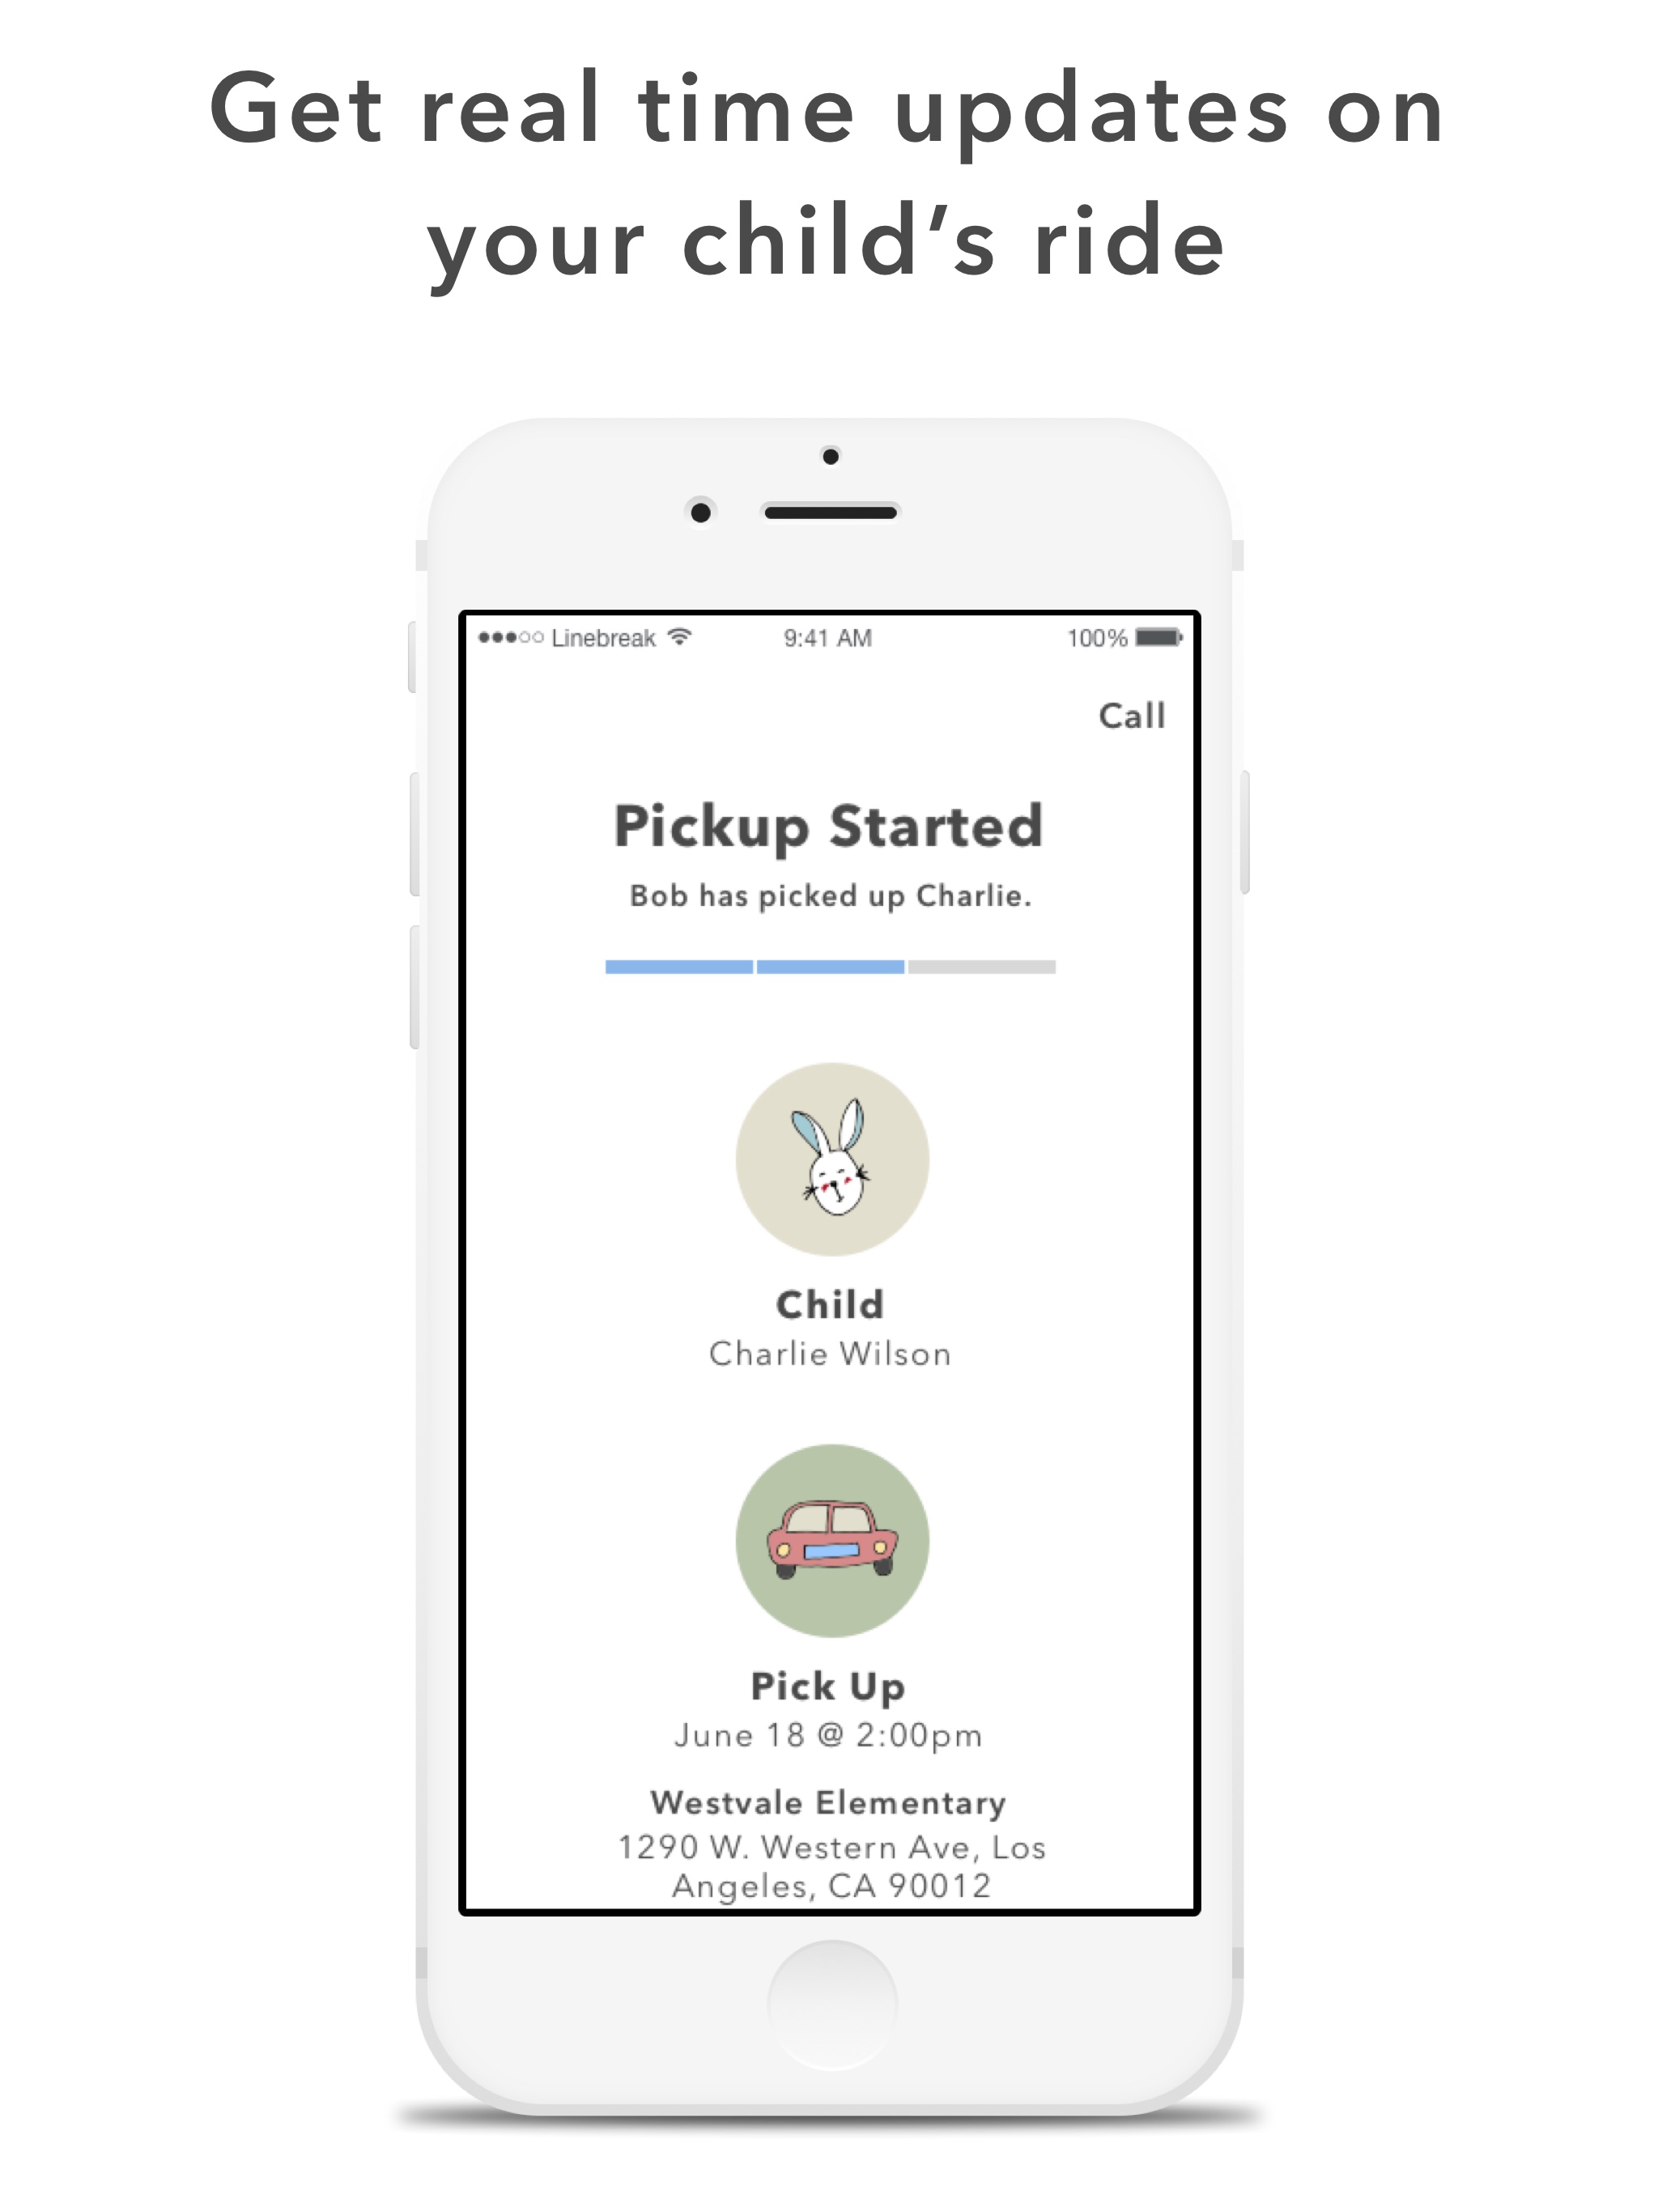 Get real time updates on
your child’s ride
Linebreak 9:41 AM 100%
Call
Pickup Started
Bob has picked up Charlie.
Child
Charlie Wilson
Pick Up
June 18 @ 2:00pm
Westvale Elementary
1290 W. Western Ave, Los
Angeles, CA 90012